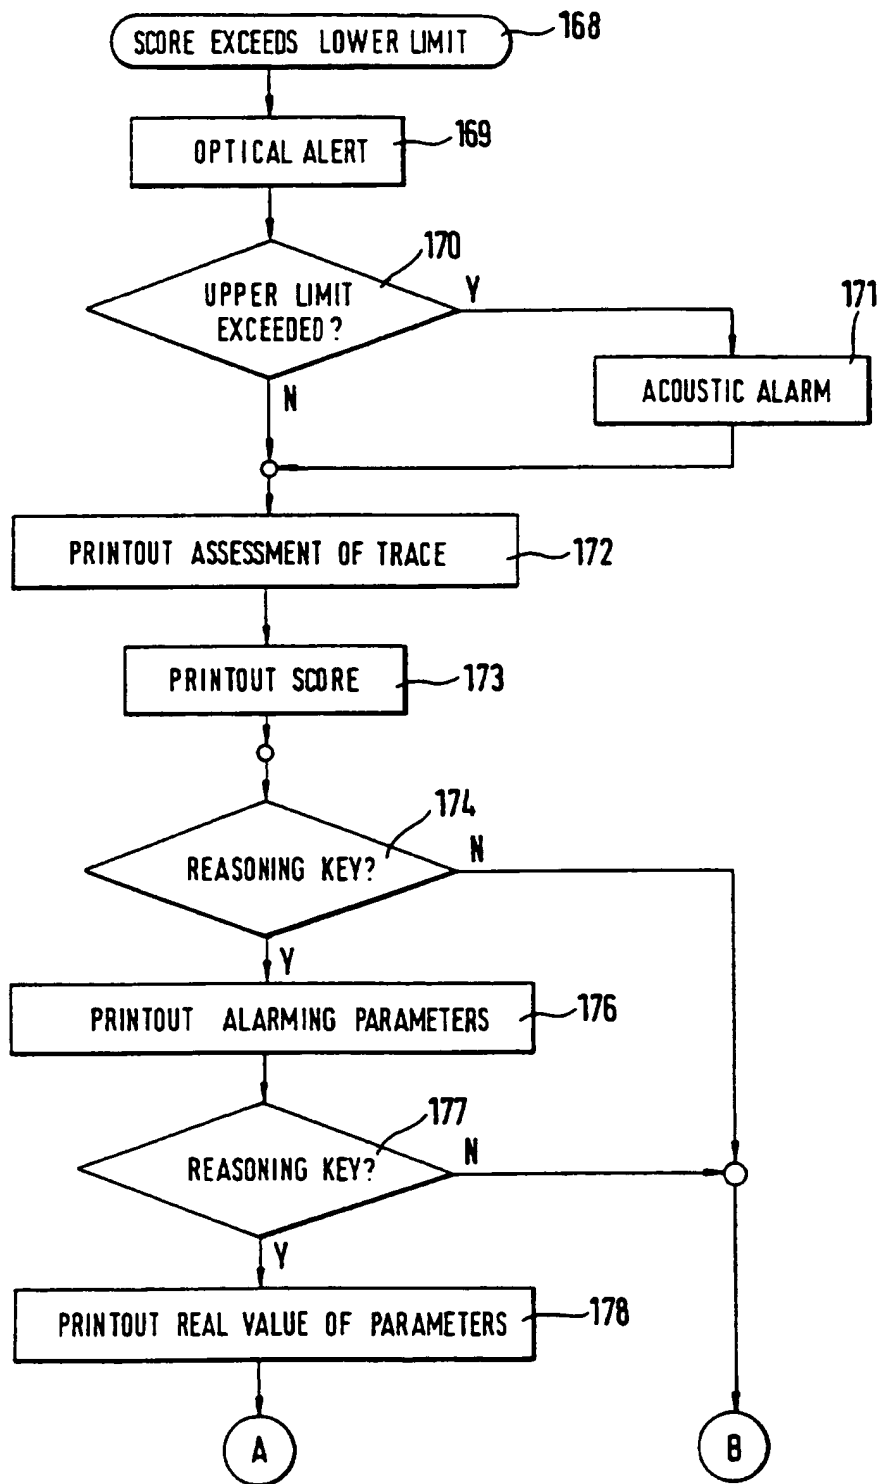 SCORE EXCEEDS LOWER LIMIT
168
OPTICAL ALERT
169
170
UPPER LIMIT
EXCEEDED?
Y
171
ACOUSTIC ALARM
N
PRINTOUT ASSESSMENT OF TRACE
172
PRINTOUT SCORE
173
174
REASONING KEY?
N
Y
PRINTOUT ALARMING PARAMETERS
176
177
REASONING KEY?
N
Y
PRINTOUT REAL VALUE OF PARAMETERS
178
A
B